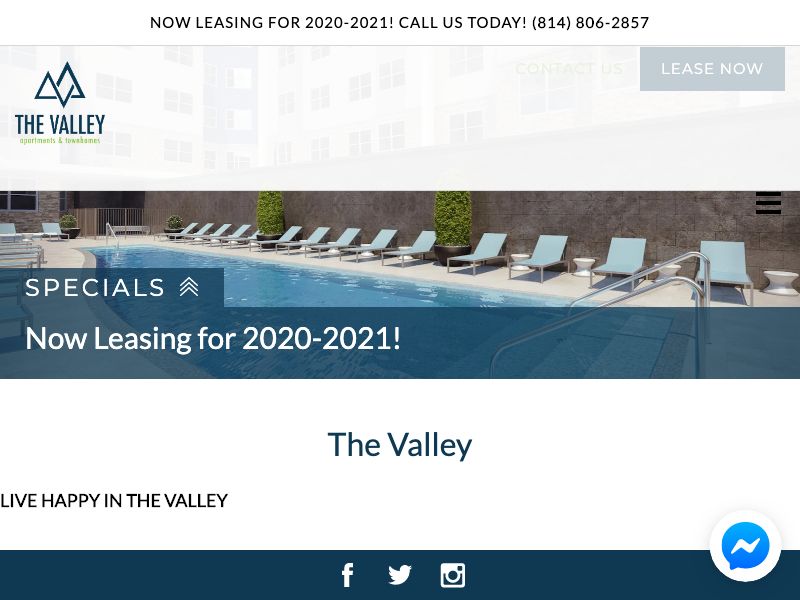 NOW LEASING FOR 2020-2021! CALL US TODAY! (814) 806-2857
CONTACT US
LEASE NOW
THE VALLEY
apartments & townhomes
SPECIALS
Now Leasing for 2020-2021!
The Valley
LIVE HAPPY IN THE VALLEY